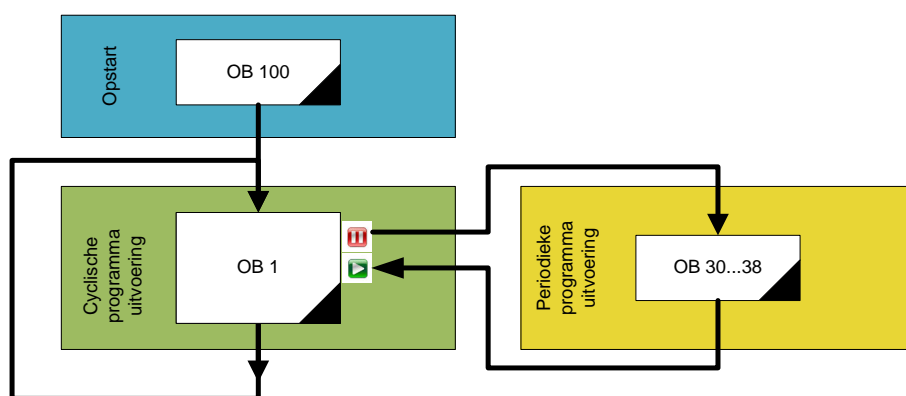 Opstart
OB 100
Cyclische
programma
uitvoering
OB 1
Periodieke
programma
uitvoering
OB 30...38